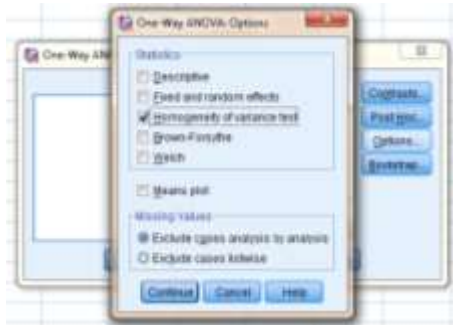 One-Way ANOVA: Options
One-Way AN
Statistics
Descriptive
Fixed and random effects
Homogeneity of variance test
Brown-Forsythe
Welch
Means plot
Missing Values
Exclude cases analysis by analysis
Exclude cases listwise
Continue
Cancel
Help
Contrasts...
Post Hoc...
Options...
Bootstrap...